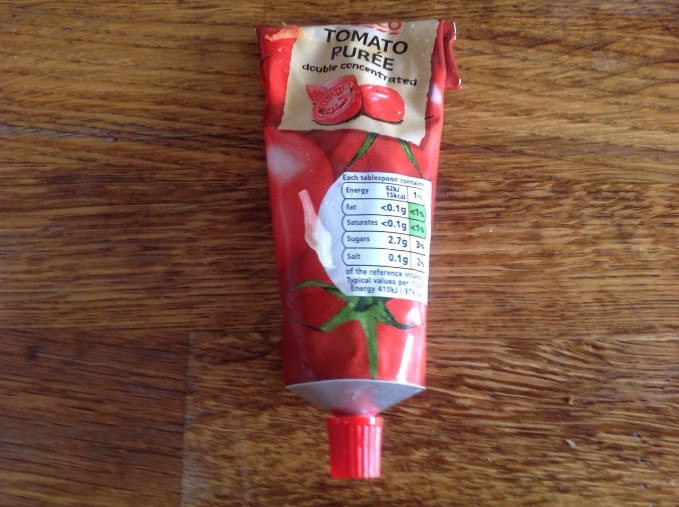 TOMATO
PURÉE
double concentrated
Each tablespoon contains
Energy 62kJ 15kcal 1%
Fat <0.1g <1%
Saturates <0.1g <1%
Sugars 2.7g 3%
Salt 0.1g 2%
of the reference
Typical values per
Energy 410kJ /